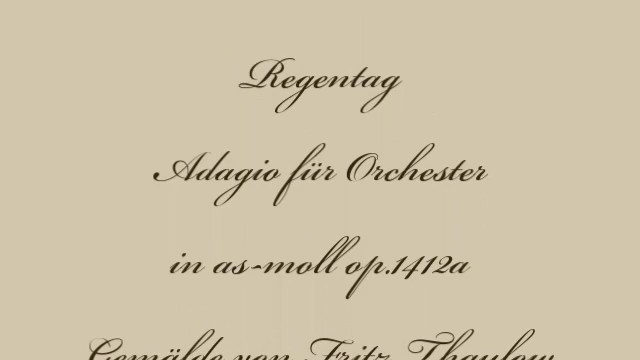 Regentag
Adagio für Orchester
in as-moll op.1412a
Gemälde von Fritz Thaulow